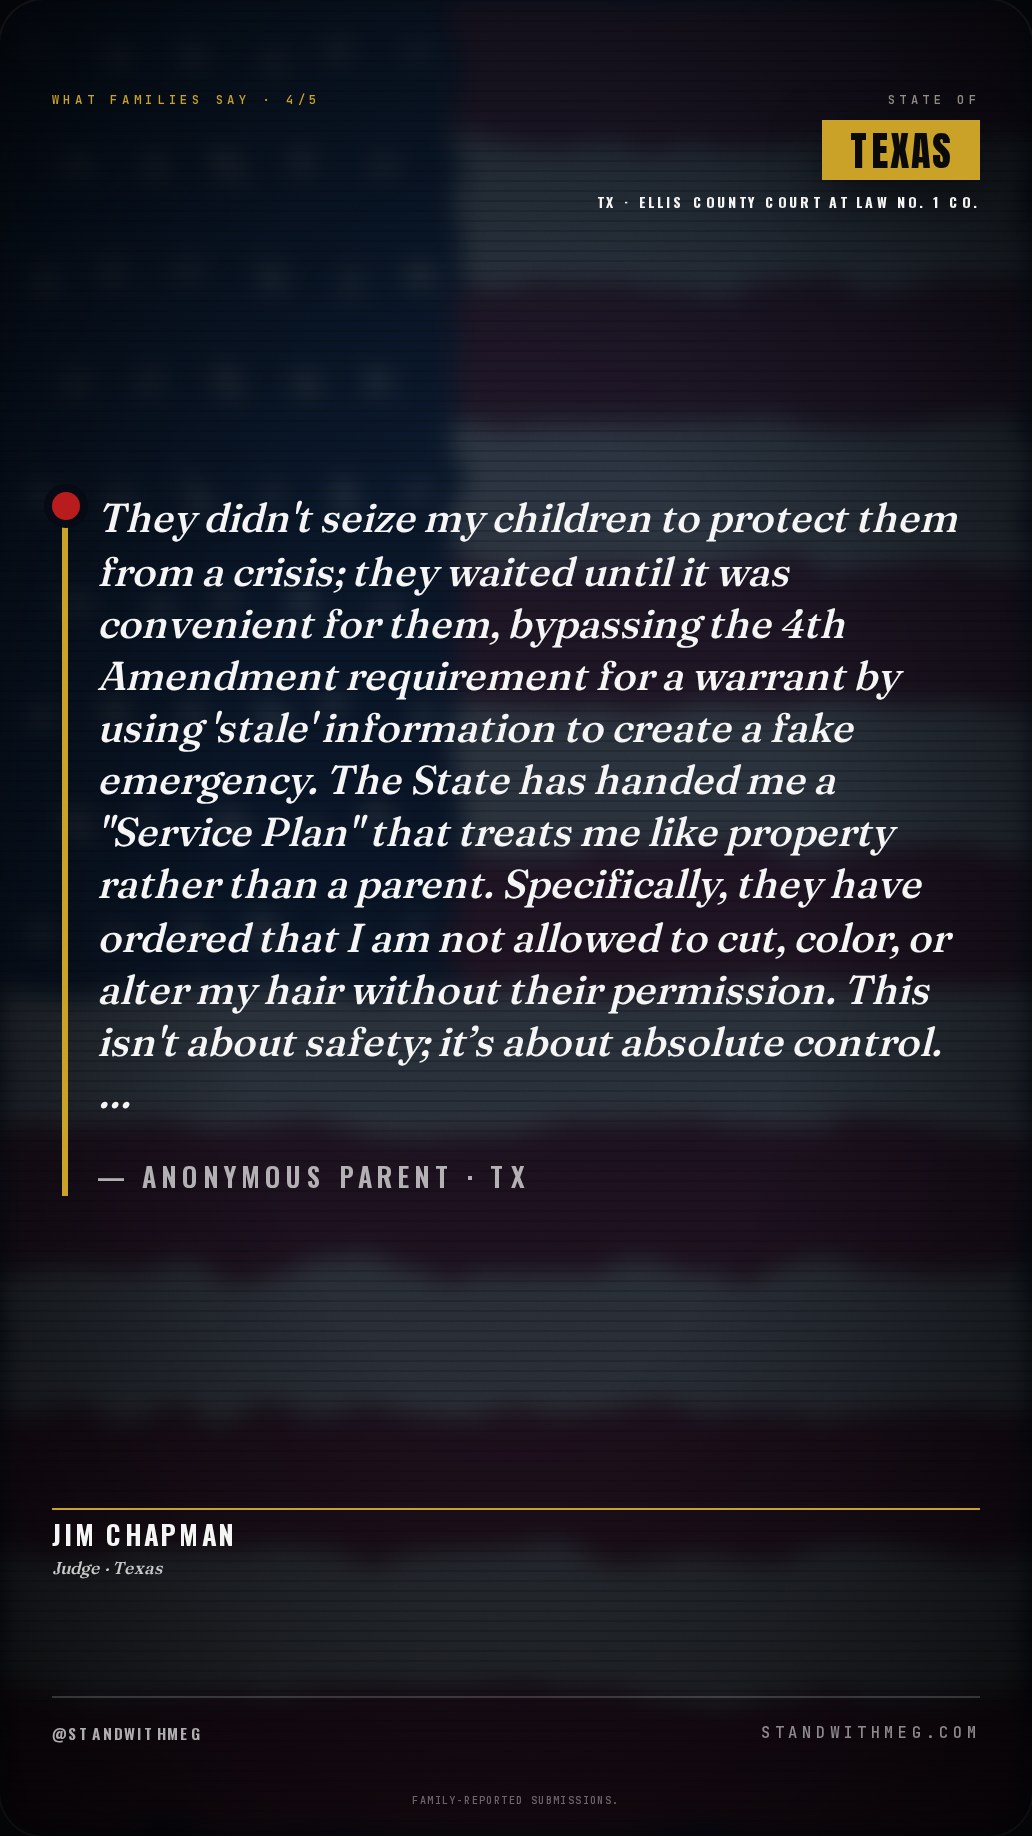 WHAT FAMILIES SAY · 4/5
STATE OF
TEXAS
TX · ELLIS COUNTY COURT AT LAW NO. 1 CO.
They didn't seize my children to protect them
from a crisis; they waited until it was
convenient for them, bypassing the 4th
Amendment requirement for a warrant by
using 'stale' information to create a fake
emergency. The State has handed me a
"Service Plan" that treats me like property
rather than a parent. Specifically, they have
ordered that I am not allowed to cut, color, or
alter my hair without their permission. This
isn't about safety; it’s about absolute control.
...
— ANONYMOUS PARENT · TX
JIM CHAPMAN
Judge · Texas
@STANDWITHMEG
STANDWITHMEG.COM
FAMILY-REPORTED SUBMISSIONS.